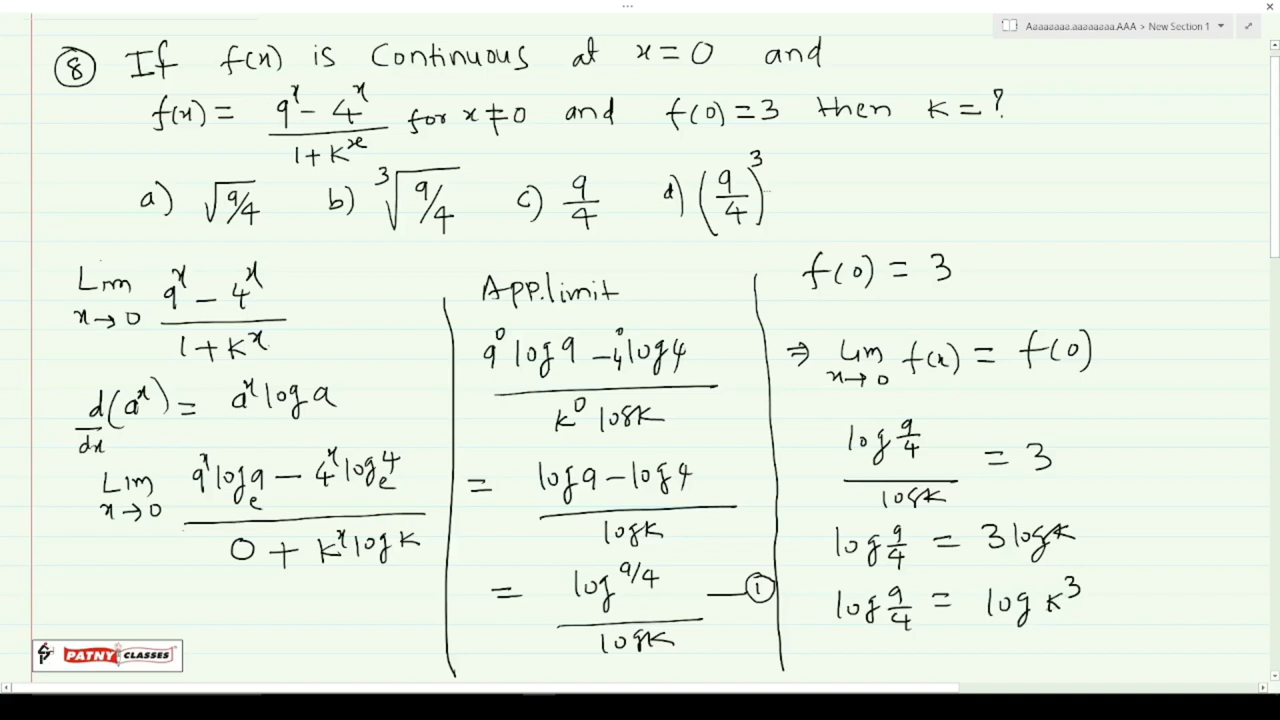 Aaaaaaaa.aaaaaaaa.AAA > New Section 1
⑧ If f(x) is Continuous at x = 0 and
f(x) = (9^x - 4^x)/(1 + k^x) for x ≠ 0 and f(0) = 3 then k = ?
a) √(9/4) b) ³√(9/4) c) 9/4 d) (9/4)^3
Lim x→0 (9^x - 4^x)/(1 + k^x)
d/dx (a^x) = a^x log a
Lim x→0 (9^x log_e 9 - 4^x log_e 4)/(0 + k^x log k)
App. limit
(9^0 log 9 - 4^0 log 4)/(k^0 log k)
= (log 9 - log 4)/(log k)
= (log 9/4)/(log k) — ①
f(0) = 3
⇒ lim x→0 f(x) = f(0)
(log 9/4)/(log k) = 3
log 9/4 = 3 log k
log 9/4 = log k^3
PATNY CLASSES